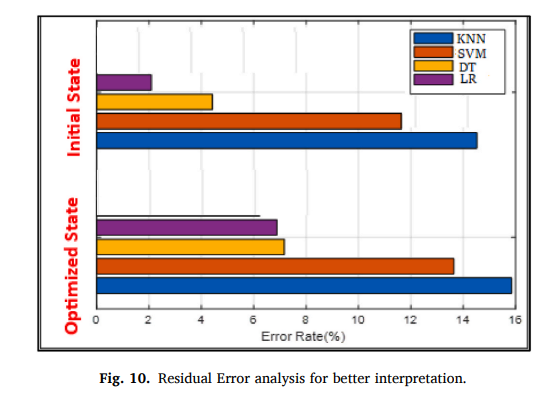 KNN
SVM
DT
LR
Initial State
Optimized State
0 2 4 6 8 10 12 14 16
Error Rate(%)
Fig. 10. Residual Error analysis for better interpretation.